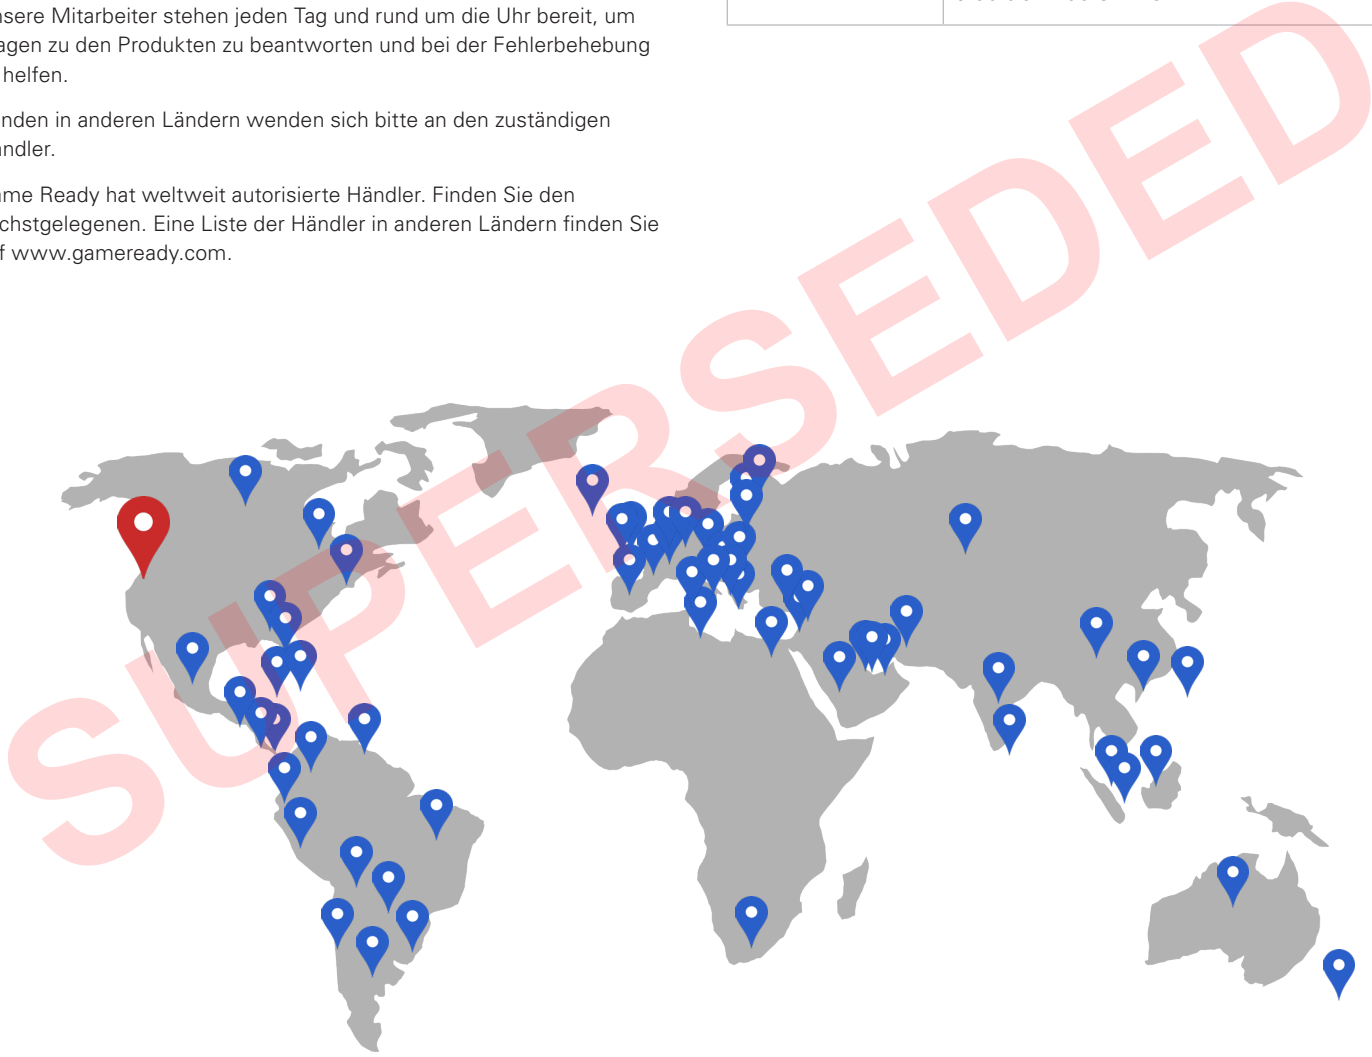 nsere Mitarbeiter stehen jeden Tag und rund um die Uhr bereit, um
agen zu den Produkten zu beantworten und bei der Fehlerbehebung
helfen.
nden in anderen Ländern wenden sich bitte an den zuständigen
ndler.
me Ready hat weltweit autorisierte Händler. Finden Sie den
chstgelegenen. Eine Liste der Händler in anderen Ländern finden Sie
f www.gameready.com.
SUPERSEDED